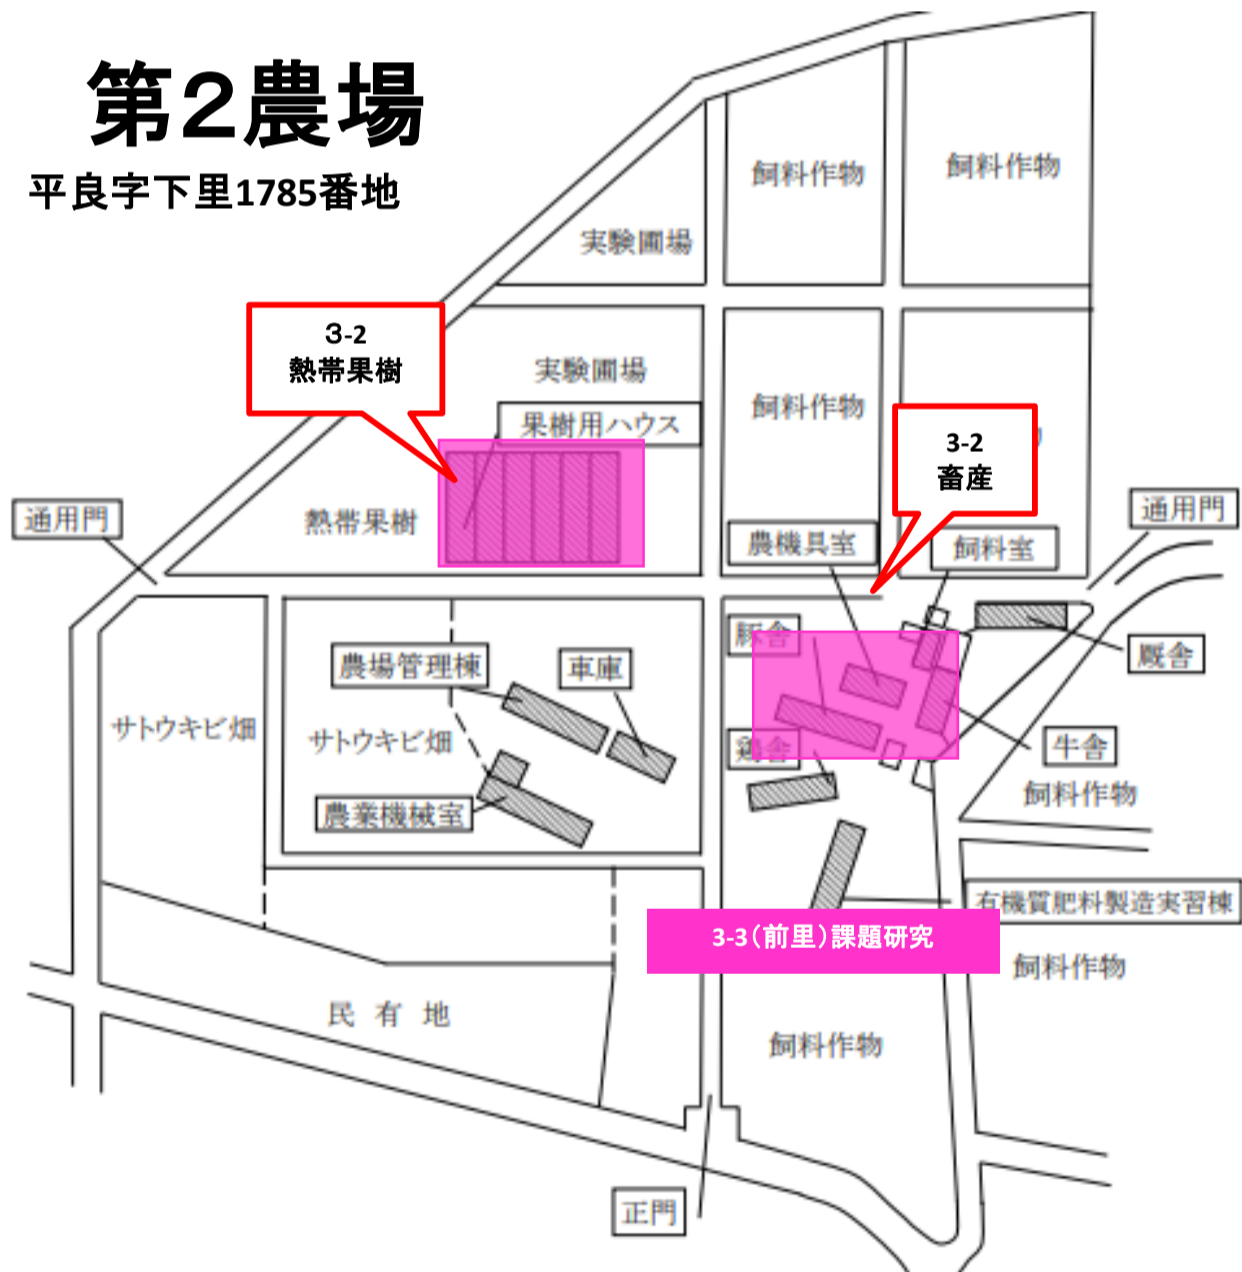 第2農場
平良字下里1785番地
飼料作物
飼料作物
実験圃場
3-2
熱帯果樹
実験圃場
果樹用ハウス
飼料作物
3-2
畜産
通用門
熱帯果樹
農機具室
飼料室
通用門
豚舎
厩舎
農場管理棟
車庫
サトウキビ畑
サトウキビ畑
鶏舎
牛舎
飼料作物
農業機械室
有機質肥料製造実習棟
3-3(前里)課題研究
飼料作物
民有地
飼料作物
正門